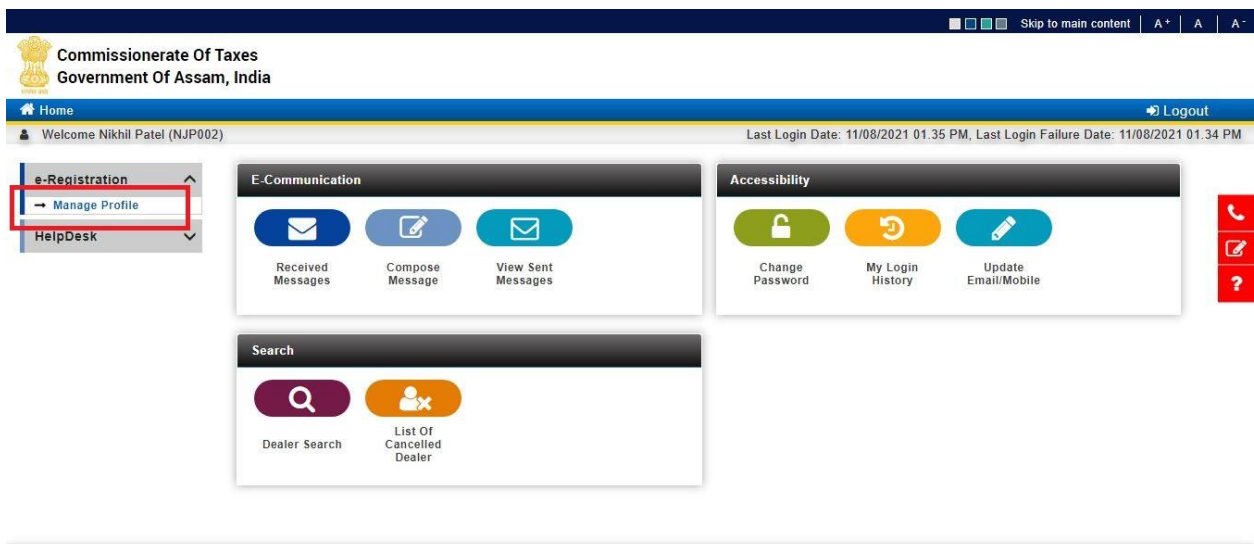 Skip to main content | A+ | A | A-
Commissionerate Of Taxes
Government Of Assam, India
Home
Logout
Welcome Nikhil Patel (NJP002)
Last Login Date: 11/08/2021 01.35 PM, Last Login Failure Date: 11/08/2021 01.34 PM
e-Registration
→ Manage Profile
HelpDesk
E-Communication
Received
Messages
Compose
Message
View Sent
Messages
Accessibility
Change
Password
My Login
History
Update
Email/Mobile
?
Search
Dealer Search
List Of
Cancelled
Dealer